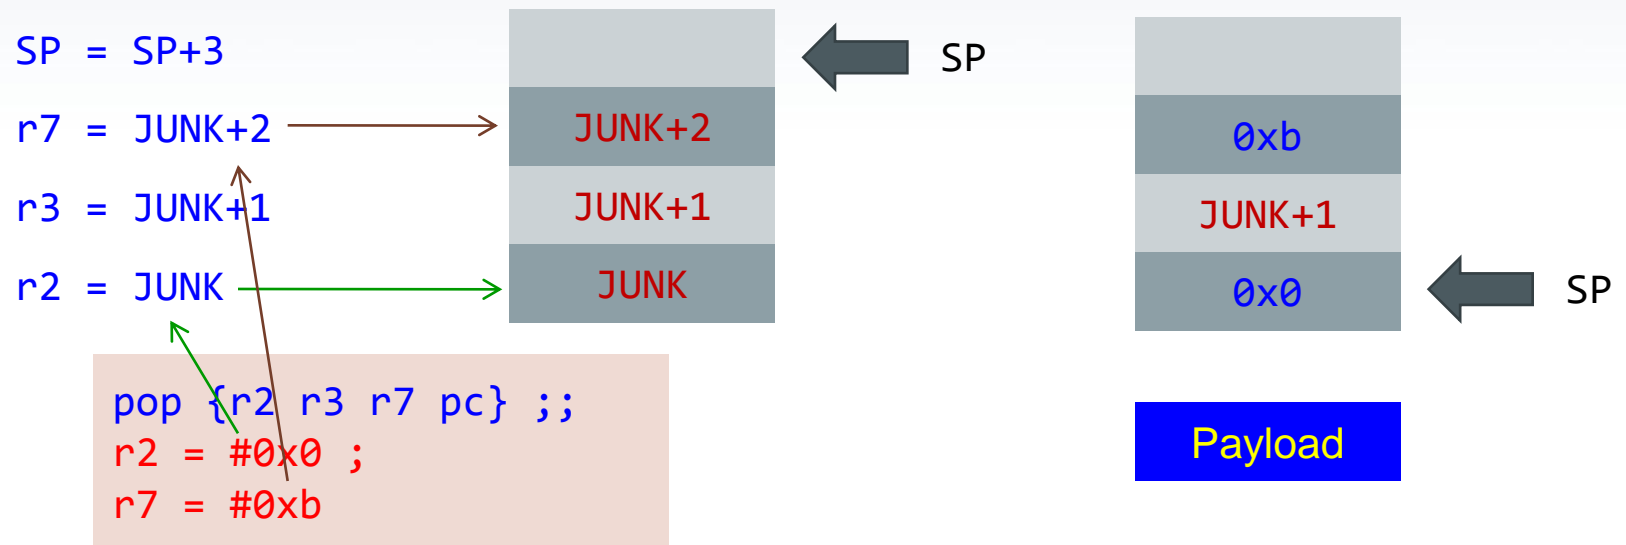 SP = SP+3
r7 = JUNK+2
r3 = JUNK+1
r2 = JUNK
JUNK+2
JUNK+1
JUNK
SP
0xb
JUNK+1
0x0
SP
pop {r2 r3 r7 pc} ;;
r2 = #0x0 ;
r7 = #0xb
Payload